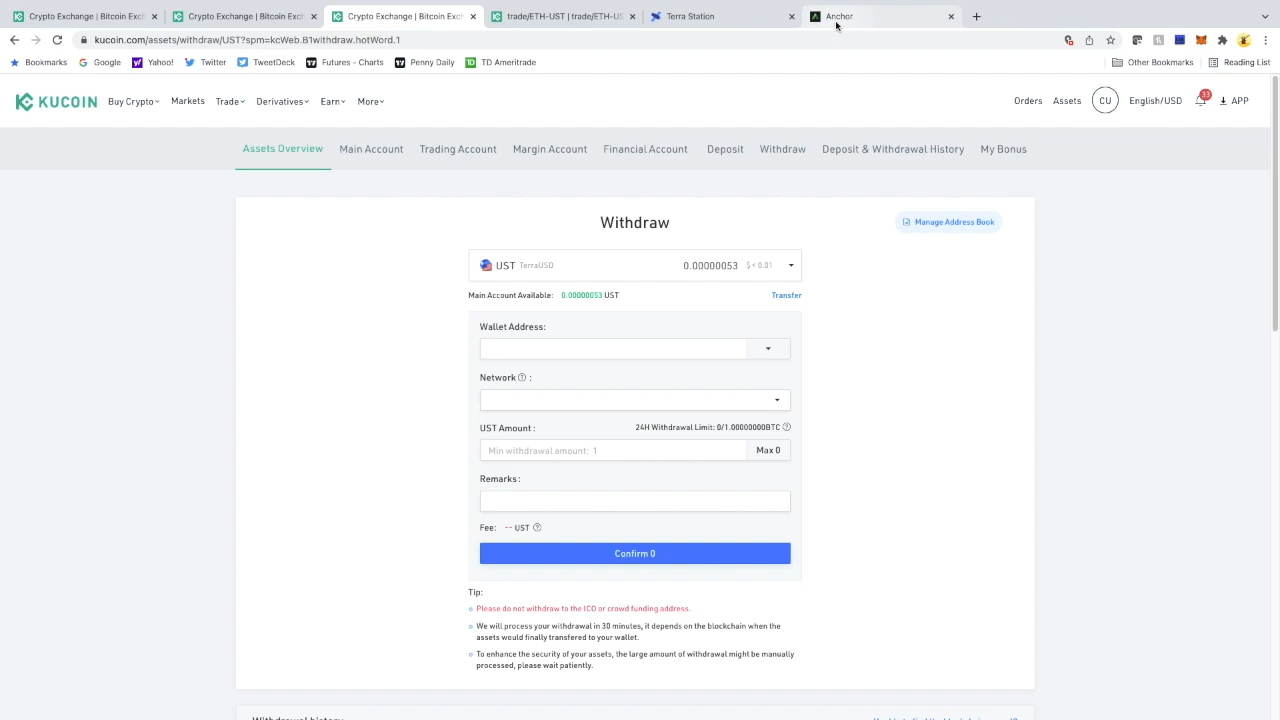 Crypto Exchange | Bitcoin Exc
Crypto Exchange | Bitcoin Exc
Crypto Exchange | Bitcoin Exc
trade/ETH-UST | trade/ETH-US
Terra Station
Anchor
kucoin.com/assets/withdraw/UST?spm=kcWeb.B1withdraw.hotWord.1
Bookmarks
Google
Yahoo!
Twitter
TweetDeck
Futures - Charts
Penny Daily
TD Ameritrade
Other Bookmarks
Reading List
KUCOIN
Buy Crypto
Markets
Trade
Derivatives
Earn
More
Orders
Assets
CU
English/USD
33
APP
Assets Overview
Main Account
Trading Account
Margin Account
Financial Account
Deposit
Withdraw
Deposit & Withdrawal History
My Bonus
Withdraw
Manage Address Book
UST TerraUSD 0.00000053 $ < 0.01
Main Account Available: 0.00000053 UST
Transfer
Wallet Address:
Network ? :
UST Amount :
24H Withdrawal Limit: 0/1.00000000BTC ?
Min withdrawal amount: 1
Max 0
Remarks :
Fee: -- UST ?
Confirm 0
Tip:
Please do not withdraw to the ICO or crowd funding address.
We will process your withdrawal in 30 minutes, it depends on the blockchain when the
assets would finally transfered to your wallet.
To enhance the security of your assets, the large amount of withdrawal might be manually
processed, please wait patiently.
Withdrawal history